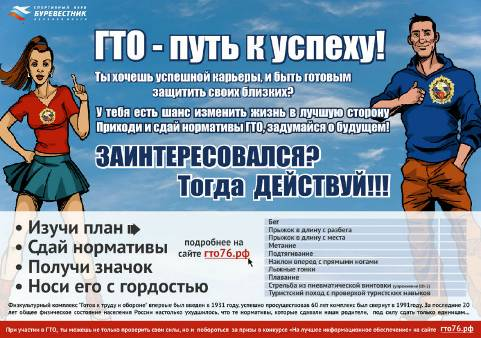 СПОРТИВНЫЙ КЛУБ
БУРЕВЕСТНИК
ВЕРХНЯЯ ВОЛГА
ГТО - путь к успеху!
Ты хочешь успешной карьеры, и быть готовым
защитить своих близких?
У тебя есть шанс изменить жизнь в лучшую сторону
Приходи и сдай нормативы ГТО, задумайся о будущем!
ЗАИНТЕРЕСОВАЛСЯ?
Тогда ДЕЙСТВУЙ!!!
• Изучи план
• Сдай нормативы
• Получи значок
• Носи его с гордостью
подробнее на
сайте гто76.рф
Бег
Прыжок в длину с разбега
Прыжок в длину с места
Метание
Подтягивание
Наклон вперед с прямыми ногами
Лыжные гонки
Плавание
Стрельба из пневматической винтовки
Туристский поход с проверкой туристских навыков
Физкультурный комплекс "Готов к труду и обороне" впервые был введен в 1931 году, успешно просуществовав 60 лет комплекс был свернут в 1991году. За последние
20 лет общее физическое состояние населения России настолько ухудшилось, что те нормативы, которые сдавали наши родители, под силу сдать только единицам...
При участии в ГТО, ты можешь не только проверить свои силы, но и побороться за призы в конкурсе «На лучшее информационное обеспечение» на сайте гто76.рф